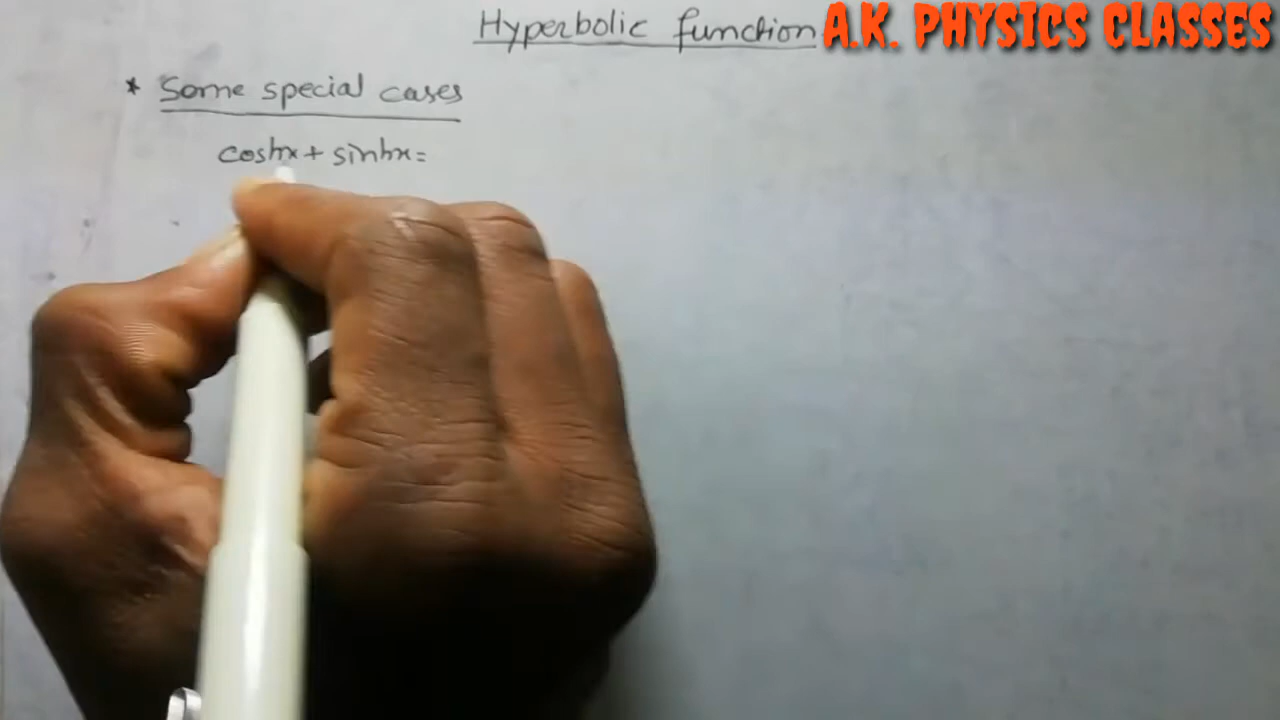 Hyperbolic function A.K. PHYSICS CLASSES
* Some special cases
coshx + sinhx =